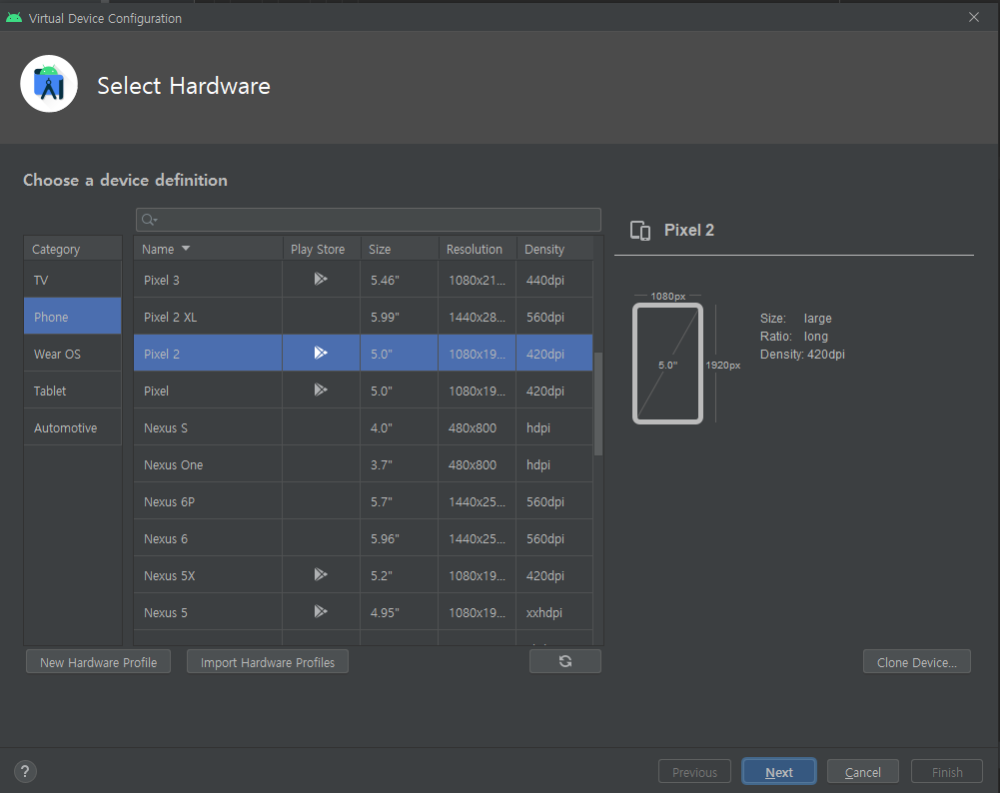 Virtual Device Configuration
Select Hardware
Choose a device definition
Category
TV
Phone
Wear OS
Tablet
Automotive
Name Play Store Size Resolution Density
Pixel 3 5.46" 1080x21... 440dpi
Pixel 2 XL 5.99" 1440x28... 560dpi
Pixel 2 5.0" 1080x19... 420dpi
Pixel 5.0" 1080x19... 420dpi
Nexus S 4.0" 480x800 hdpi
Nexus One 3.7" 480x800 hdpi
Nexus 6P 5.7" 1440x25... 560dpi
Nexus 6 5.96" 1440x25... 560dpi
Nexus 5X 5.2" 1080x19... 420dpi
Nexus 5 4.95" 1080x19... xxhdpi
Pixel 2
1080px
5.0"
1920px
Size: large
Ratio: long
Density: 420dpi
New Hardware Profile Import Hardware Profiles Clone Device...
? Previous Next Cancel Finish